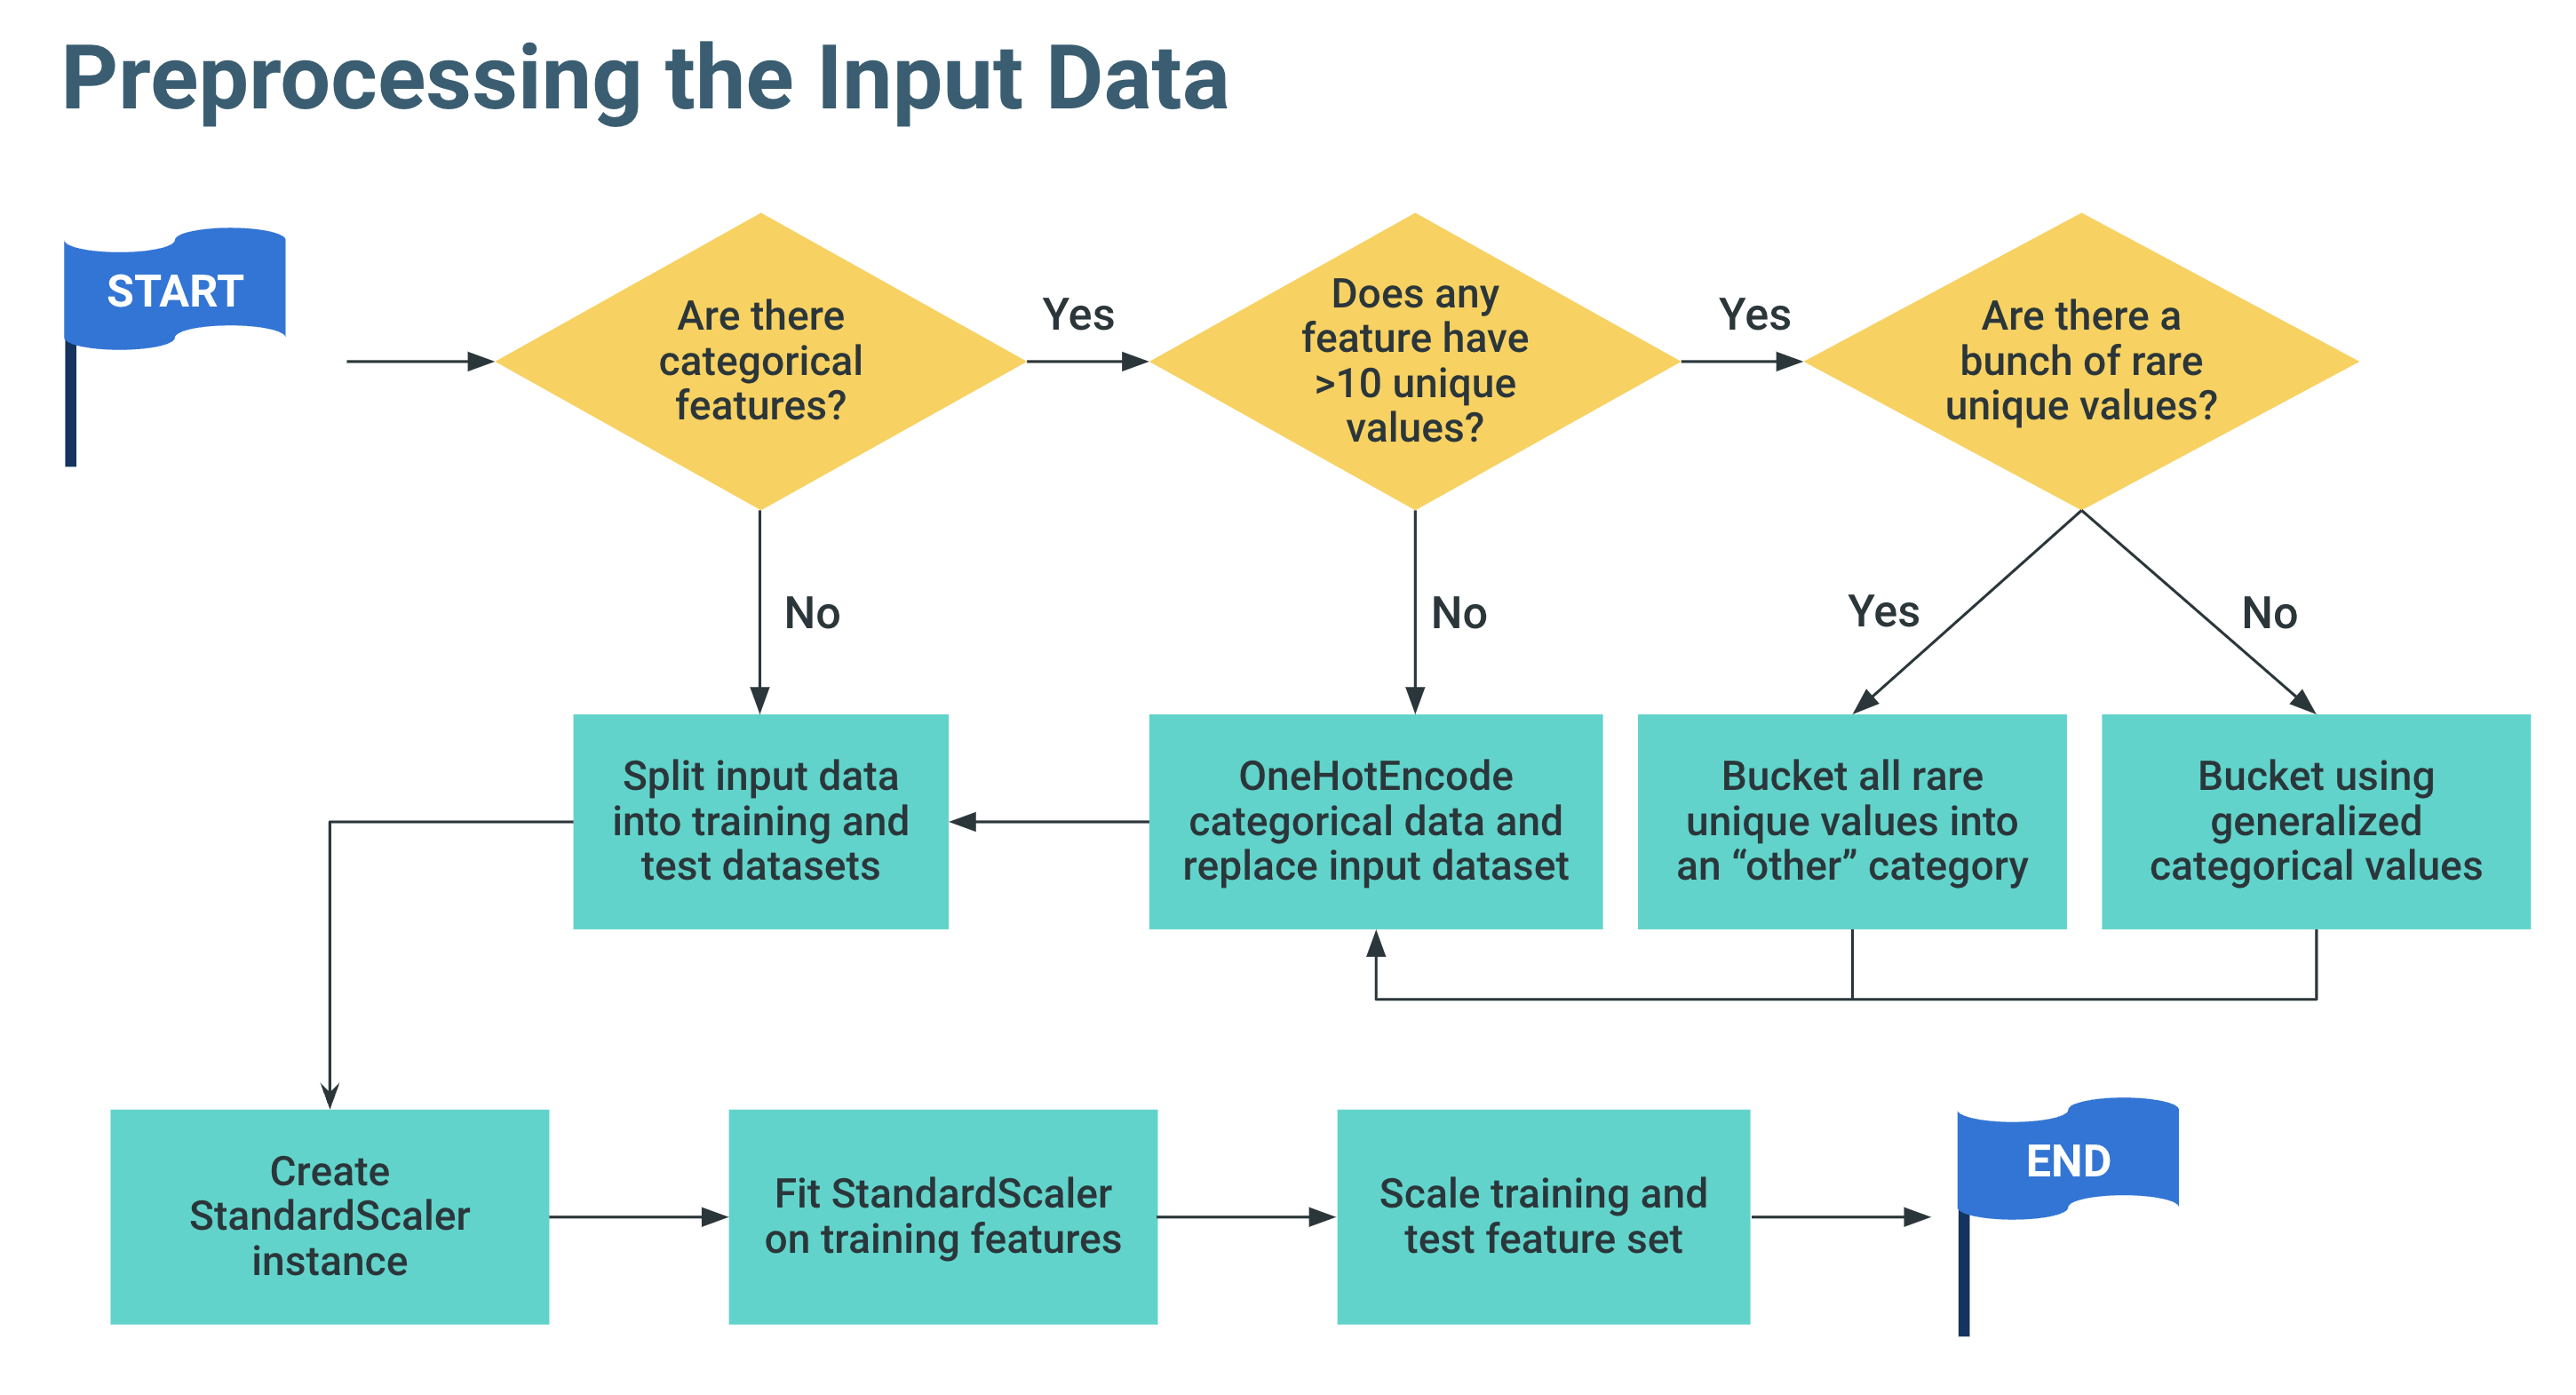 Preprocessing the Input Data
START
Are there
categorical
features?
Yes
Does any
feature have
>10 unique
values?
Yes
Are there a
bunch of rare
unique values?
No
No
Yes
No
Split input data
into training and
test datasets
OneHotEncode
categorical data and
replace input dataset
Bucket all rare
unique values into
an “other” category
Bucket using
generalized
categorical values
Create
StandardScaler
instance
Fit StandardScaler
on training features
Scale training and
test feature set
END